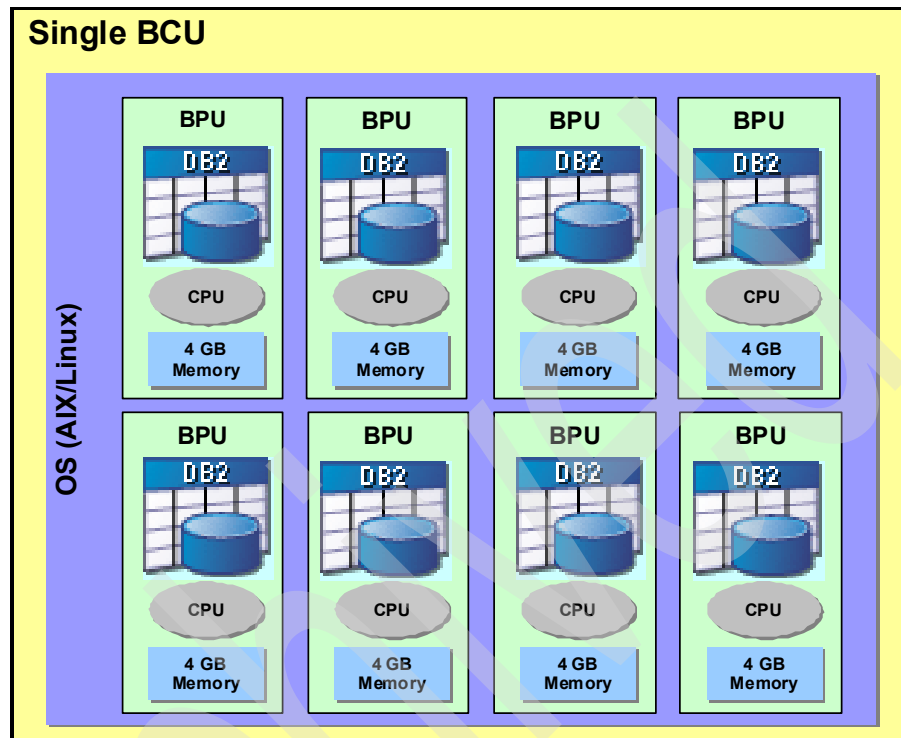 Single BCU
OS (AIX/Linux)
BPU
DB2
CPU
4 GB
Memory
BPU
DB2
CPU
4 GB
Memory
BPU
DB2
CPU
4 GB
Memory
BPU
DB2
CPU
4 GB
Memory
BPU
DB2
CPU
4 GB
Memory
BPU
DB2
CPU
4 GB
Memory
BPU
DB2
CPU
4 GB
Memory
BPU
DB2
CPU
4 GB
Memory